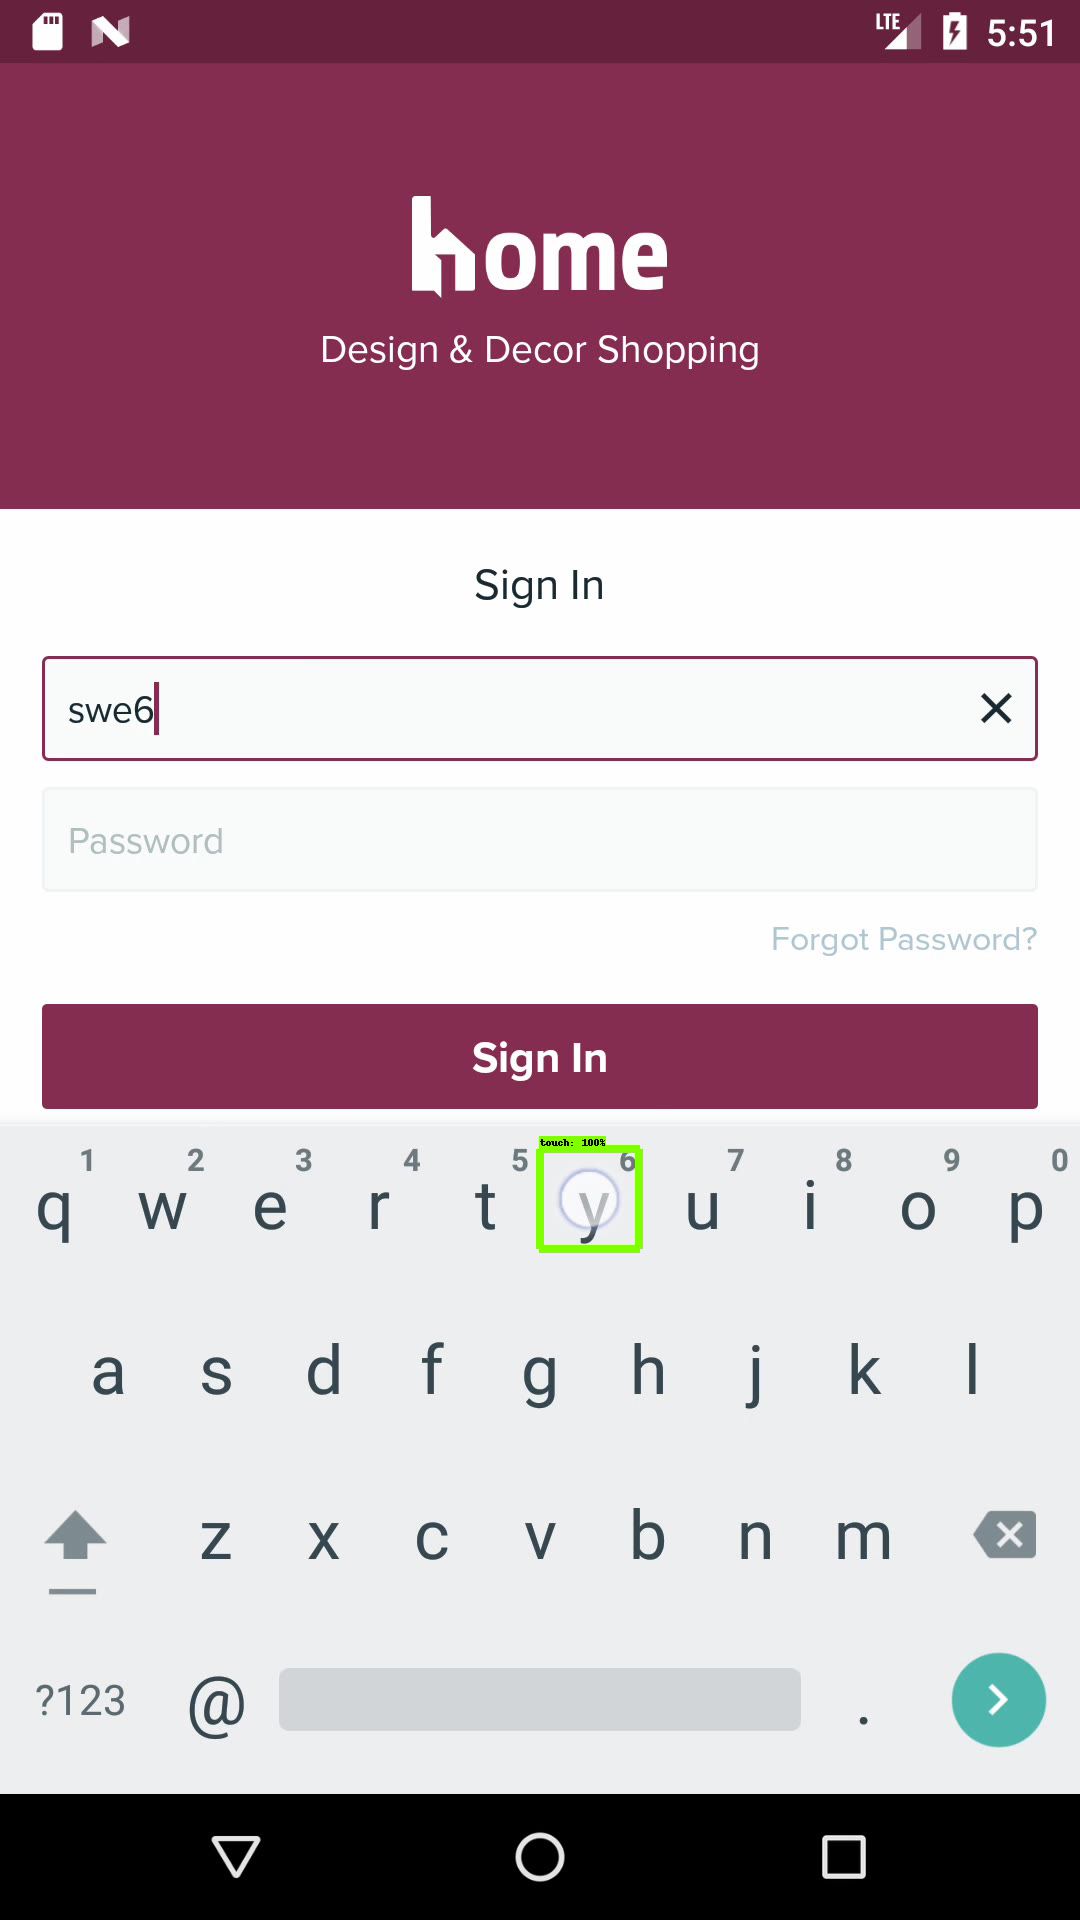 LTE 5:51
home
Design & Decor Shopping
Sign In
swe6
Password
Forgot Password?
Sign In
touch: 100%
1 2 3 4 5 6 7 8 9 0
q w e r t y u i o p
a s d f g h j k l
z x c v b n m
?123 @ .